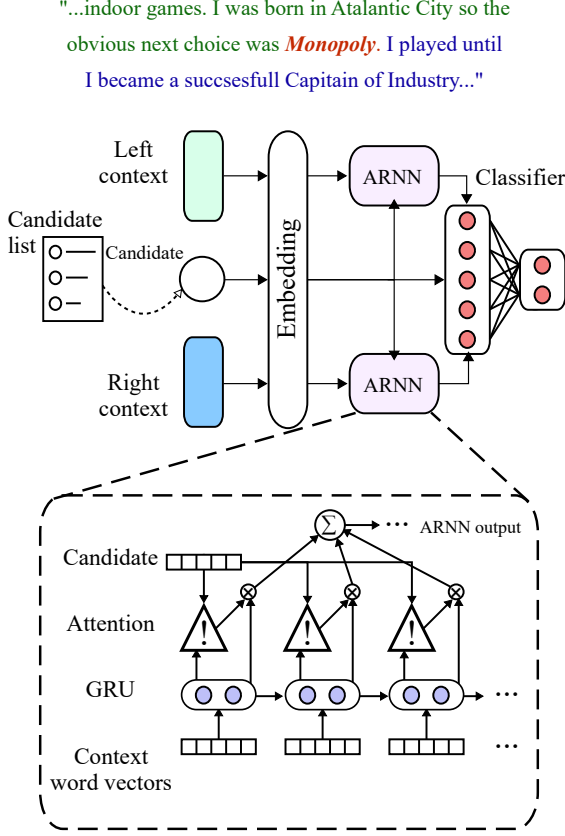 "...indoor games. I was born in Atalantic City so the
obvious next choice was Monopoly. I played until
I became a succsesfull Capitain of Industry..."
Left
context
ARNN
Classifier
Candidate
list
Candidate
Embedding
Right
context
ARNN
Σ
... ARNN output
Candidate
Attention
! ! !
GRU
...
Context
word vectors
...